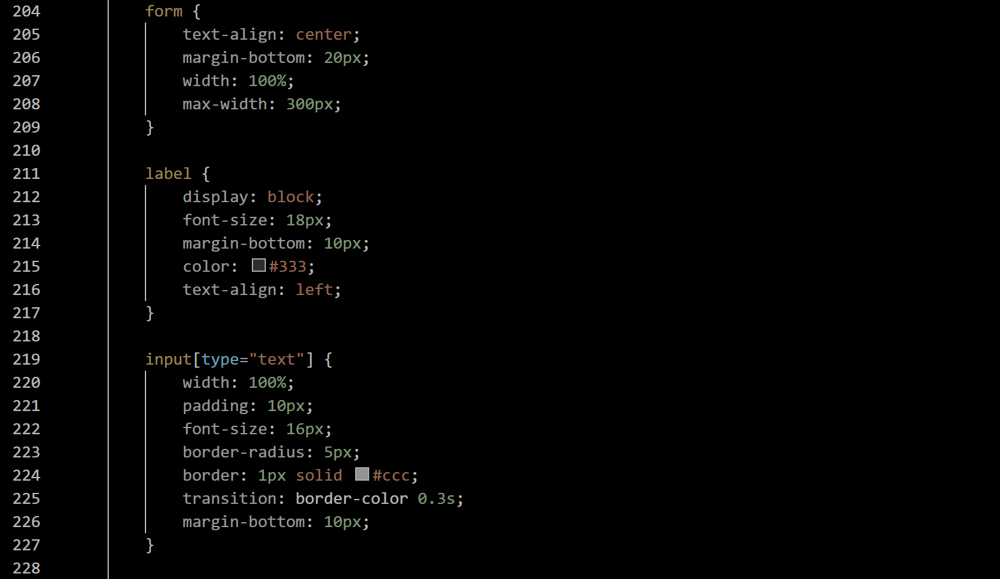 204 form {
205 text-align: center;
206 margin-bottom: 20px;
207 width: 100%;
208 max-width: 300px;
209 }
210
211 label {
212 display: block;
213 font-size: 18px;
214 margin-bottom: 10px;
215 color: #333;
216 text-align: left;
217 }
218
219 input[type="text"] {
220 width: 100%;
221 padding: 10px;
222 font-size: 16px;
223 border-radius: 5px;
224 border: 1px solid #ccc;
225 transition: border-color 0.3s;
226 margin-bottom: 10px;
227 }
228